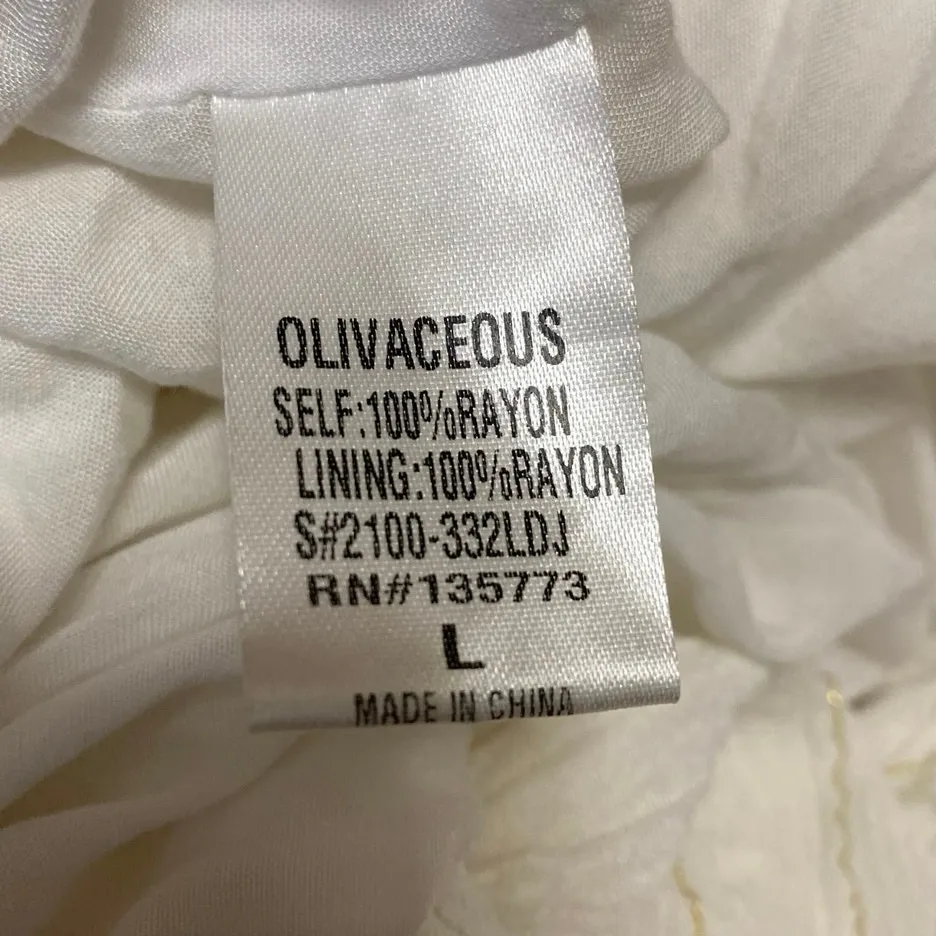 OLIVACEOUS
SELF:100%RAYON
LINING:100%RAYON
S#2100-332LDJ
RN#135773
L
MADE IN CHINA